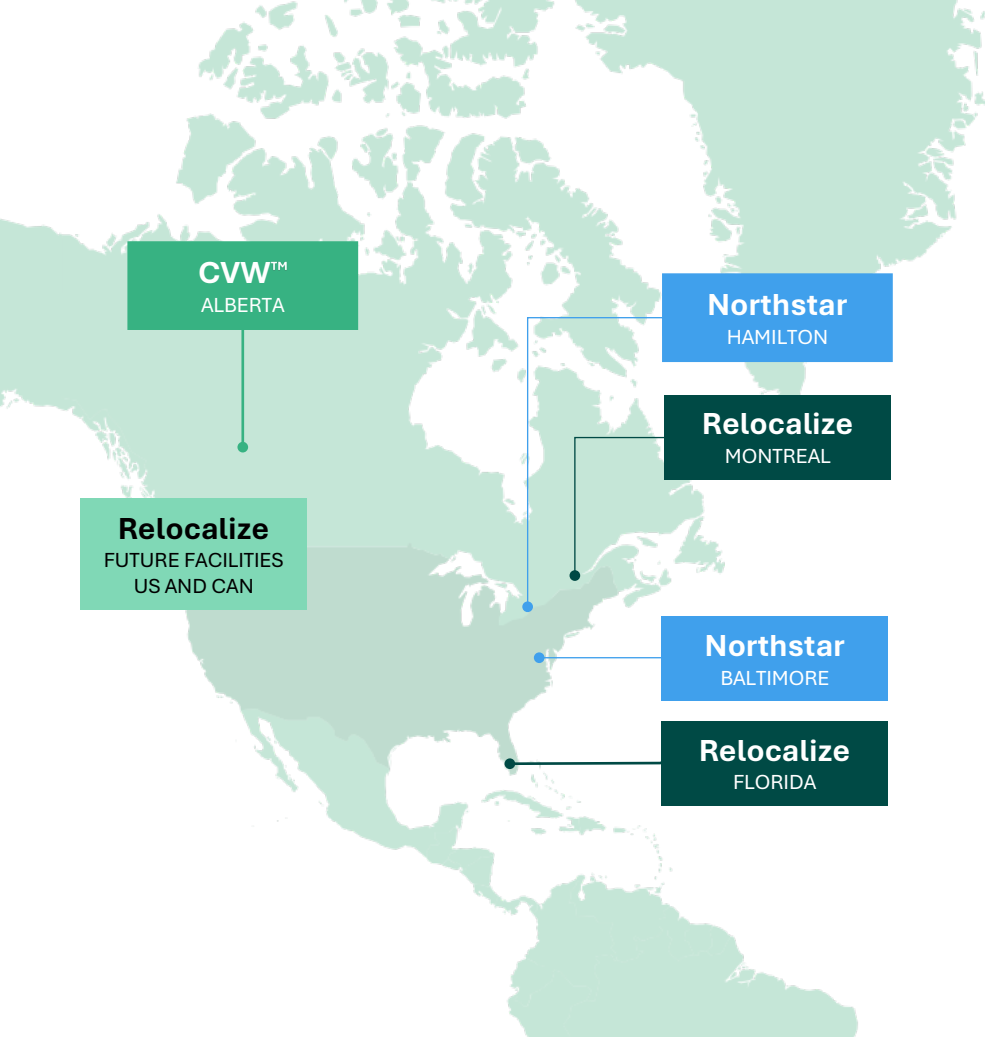 CVW™
ALBERTA
Northstar
HAMILTON
Relocalize
MONTREAL
Relocalize
FUTURE FACILITIES
US AND CAN
Northstar
BALTIMORE
Relocalize
FLORIDA